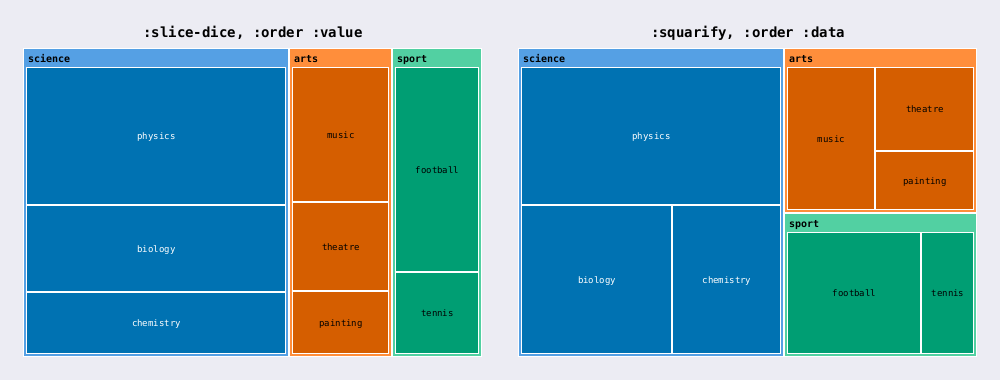 :slice-dice, :order :value
science
arts
sport
physics
biology
chemistry
music
theatre
painting
football
tennis
:squarify, :order :data
science
arts
physics
biology
chemistry
music
theatre
painting
sport
football
tennis